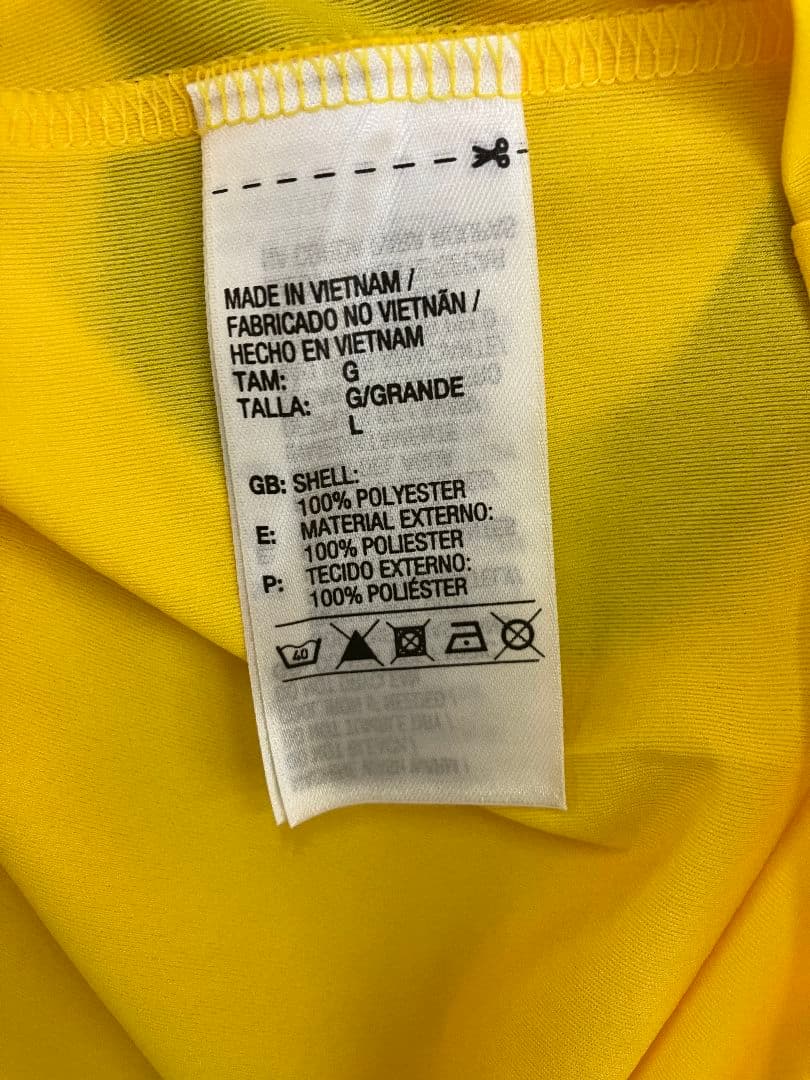 MADE IN VIETNAM /
FABRICADO NO VIETNÃN /
HECHO EN VIETNAM
TAM: G
TALLA: G/GRANDE
L
GB: SHELL:
100% POLYESTER
E: MATERIAL EXTERNO:
100% POLIESTER
P: TECIDO EXTERNO:
100% POLIÉSTER
40